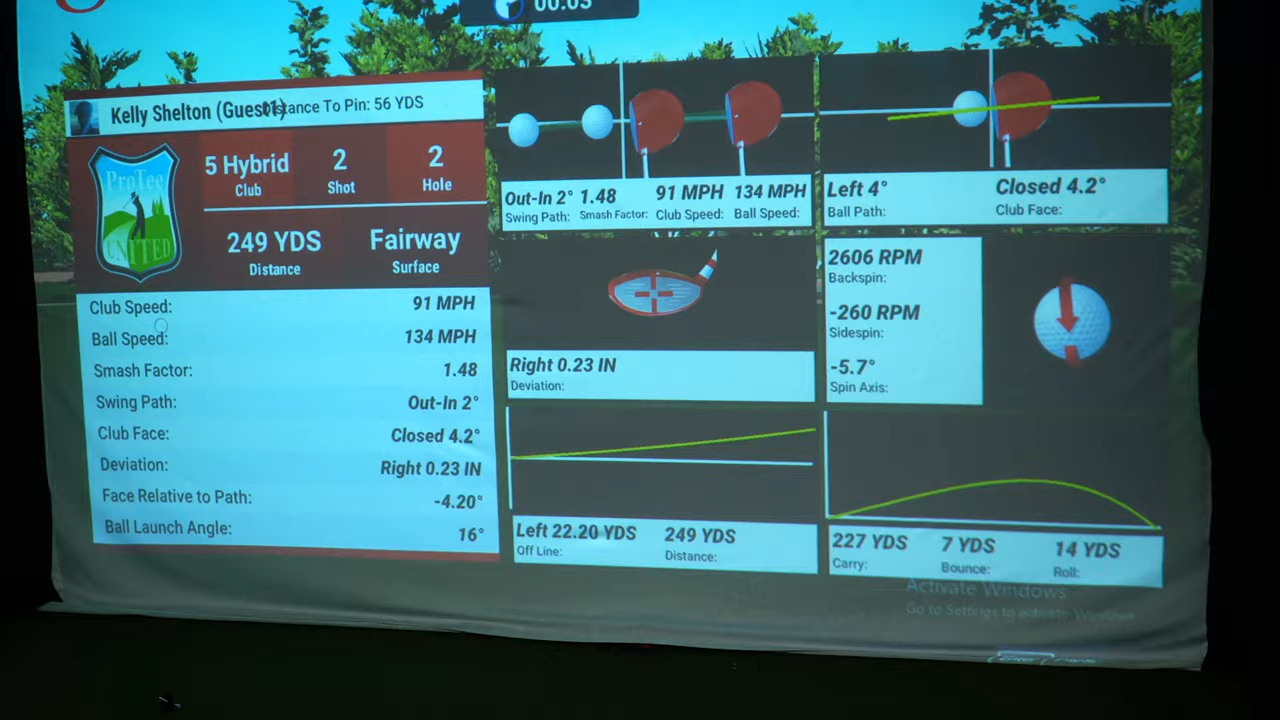 00:03
Kelly Shelton (Guest1) Distance To Pin: 56 YDS
ProTee
UNITED
5 Hybrid 2 2
Club Shot Hole
249 YDS Fairway
Distance Surface
Club Speed: 91 MPH
Ball Speed: 134 MPH
Smash Factor: 1.48
Swing Path: Out-In 2°
Club Face: Closed 4.2°
Deviation: Right 0.23 IN
Face Relative to Path: -4.20°
Ball Launch Angle: 16°
Out-In 2° 1.48 91 MPH 134 MPH
Swing Path: Smash Factor: Club Speed: Ball Speed:
Left 4° Closed 4.2°
Ball Path: Club Face:
Right 0.23 IN
Deviation:
2606 RPM
Backspin:
-260 RPM
Sidespin:
-5.7°
Spin Axis:
Left 22.20 YDS 249 YDS
Off Line: Distance:
227 YDS 7 YDS 14 YDS
Carry: Bounce: Roll:
Activate Windows
Go to Settings to activate Windows